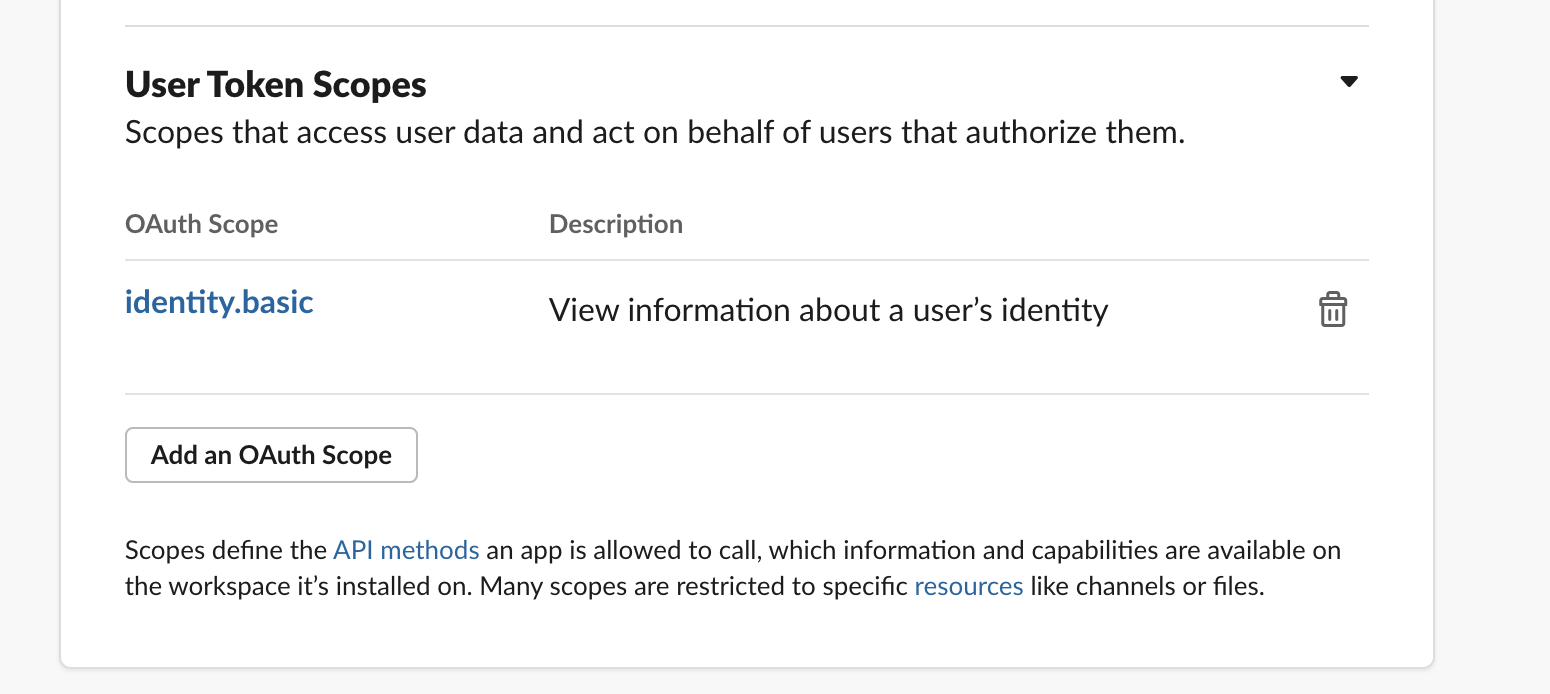 User Token Scopes
Scopes that access user data and act on behalf of users that authorize them.
OAuth Scope Description
identity.basic View information about a user’s identity
Add an OAuth Scope
Scopes define the API methods an app is allowed to call, which information and capabilities are available on
the workspace it’s installed on. Many scopes are restricted to specific resources like channels or files.